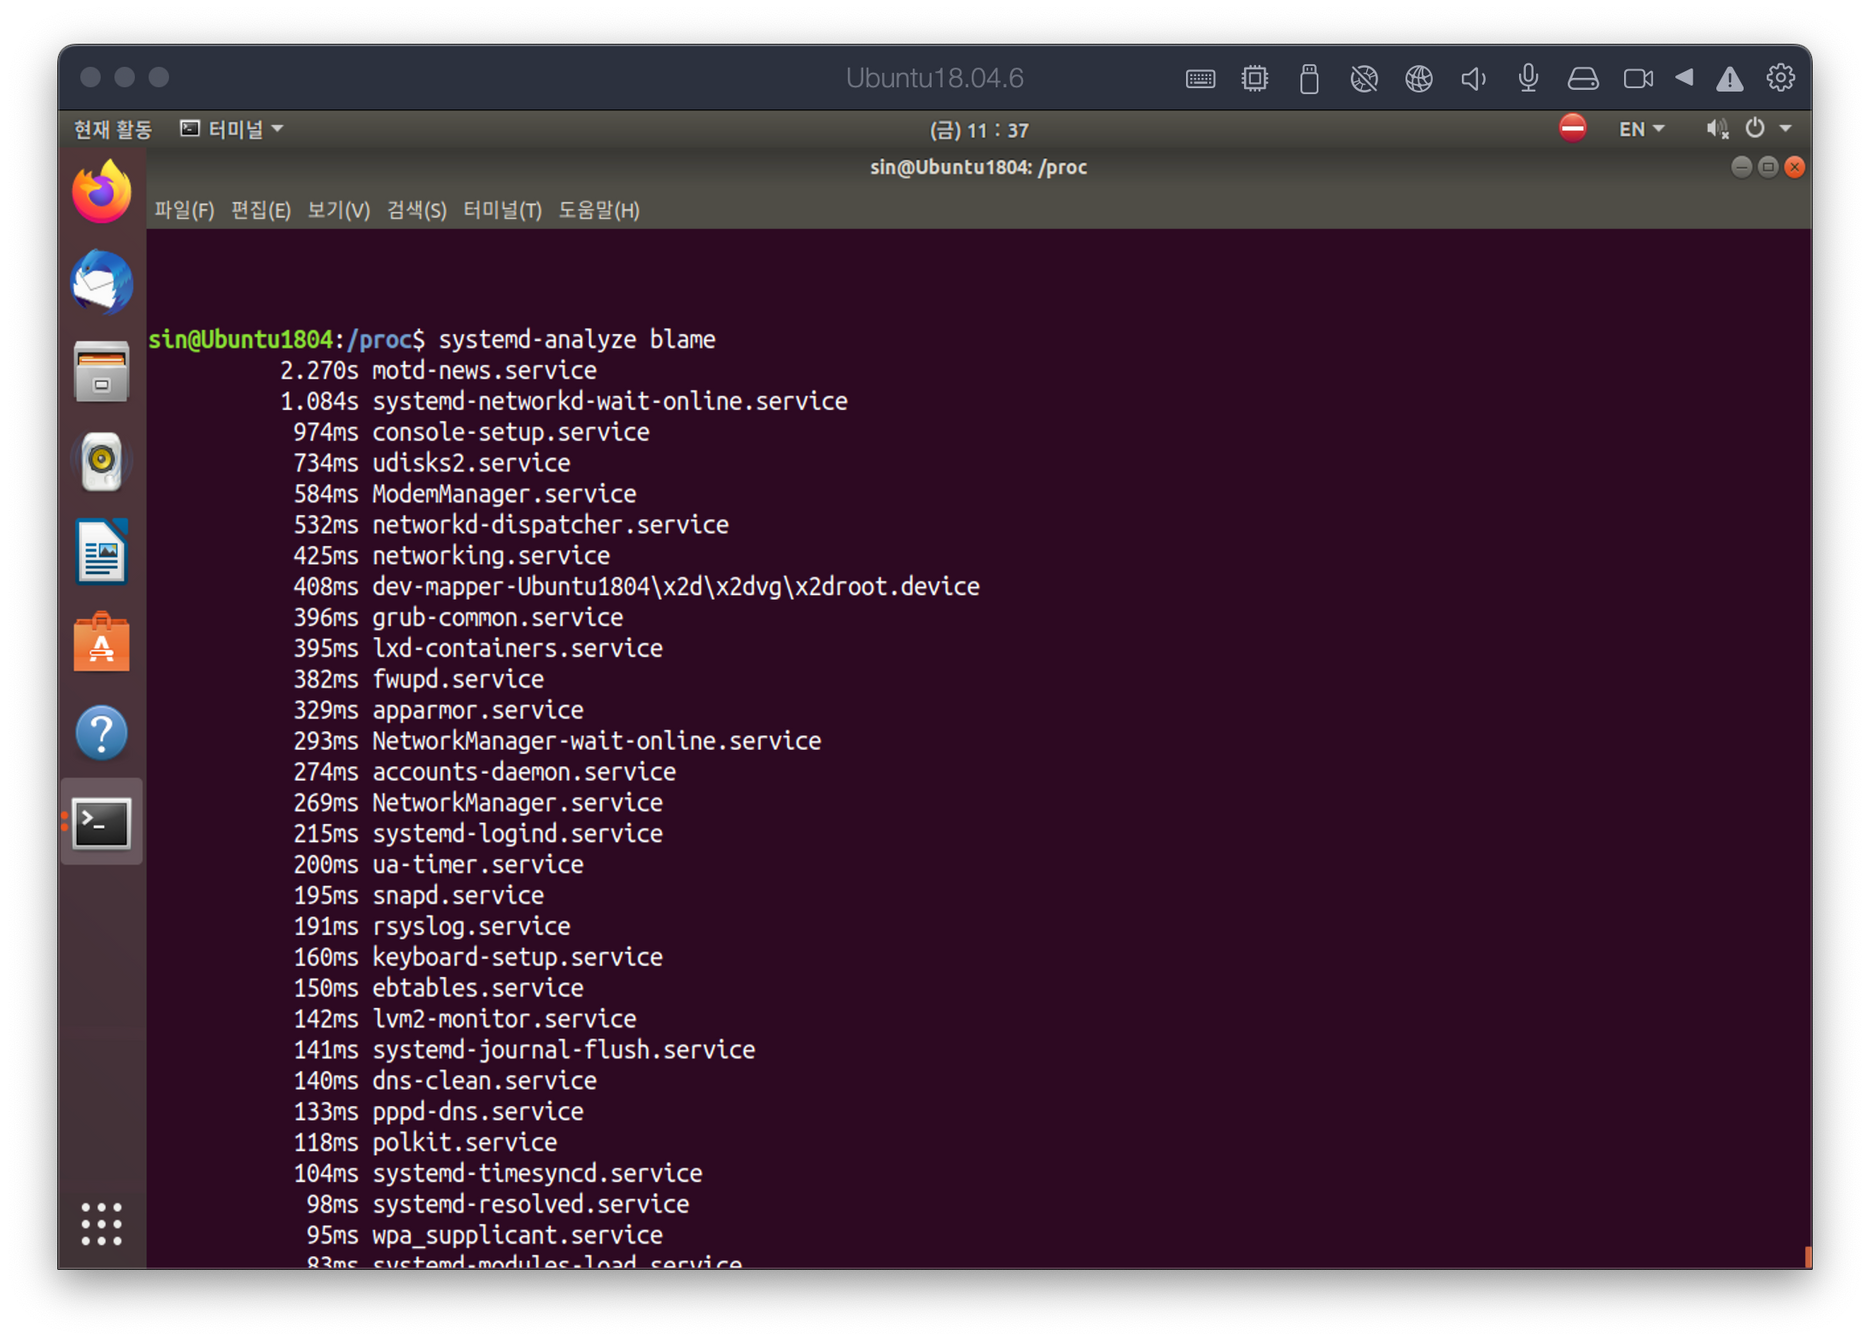 Ubuntu18.04.6
현재 활동 터미널 (금) 11 : 37 EN
sin@Ubuntu1804: /proc
파일(F) 편집(E) 보기(V) 검색(S) 터미널(T) 도움말(H)
sin@Ubuntu1804:/proc$ systemd-analyze blame
2.270s motd-news.service
1.084s systemd-networkd-wait-online.service
974ms console-setup.service
734ms udisks2.service
584ms ModemManager.service
532ms networkd-dispatcher.service
425ms networking.service
408ms dev-mapper-Ubuntu1804\x2d\x2dvg\x2droot.device
396ms grub-common.service
395ms lxd-containers.service
382ms fwupd.service
329ms apparmor.service
293ms NetworkManager-wait-online.service
274ms accounts-daemon.service
269ms NetworkManager.service
215ms systemd-logind.service
200ms ua-timer.service
195ms snapd.service
191ms rsyslog.service
160ms keyboard-setup.service
150ms ebtables.service
142ms lvm2-monitor.service
141ms systemd-journal-flush.service
140ms dns-clean.service
133ms pppd-dns.service
118ms polkit.service
104ms systemd-timesyncd.service
98ms systemd-resolved.service
95ms wpa_supplicant.service
83ms systemd-modules-load.service